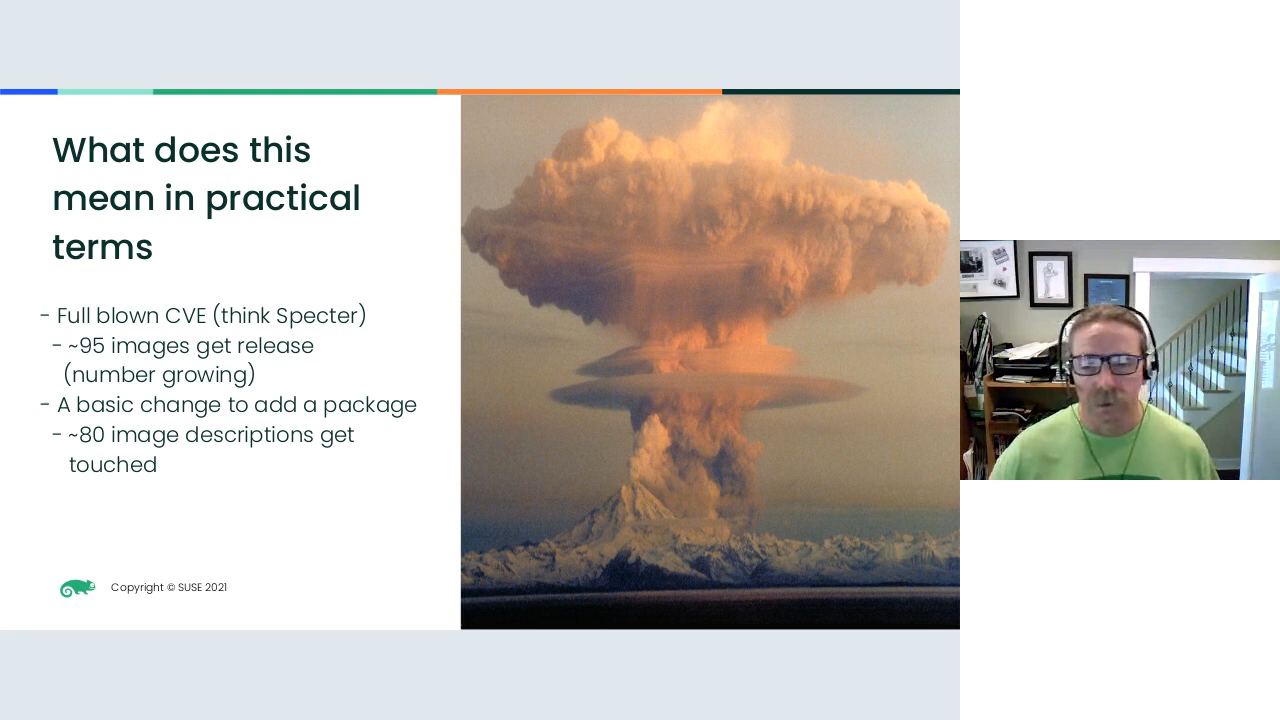 What does this
mean in practical
terms
- Full blown CVE (think Specter)
- ~95 images get release
(number growing)
- A basic change to add a package
- ~80 image descriptions get
touched
Copyright © SUSE 2021